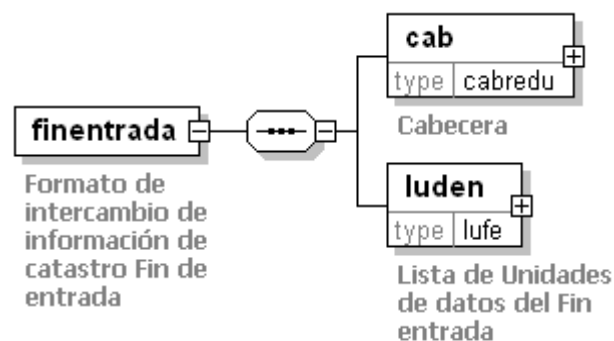 cab
type cabredu
Cabecera
finentrada
Formato de
intercambio de
información de
catastro Fin de
entrada
luden
type lufe
Lista de Unidades
de datos del Fin
entrada